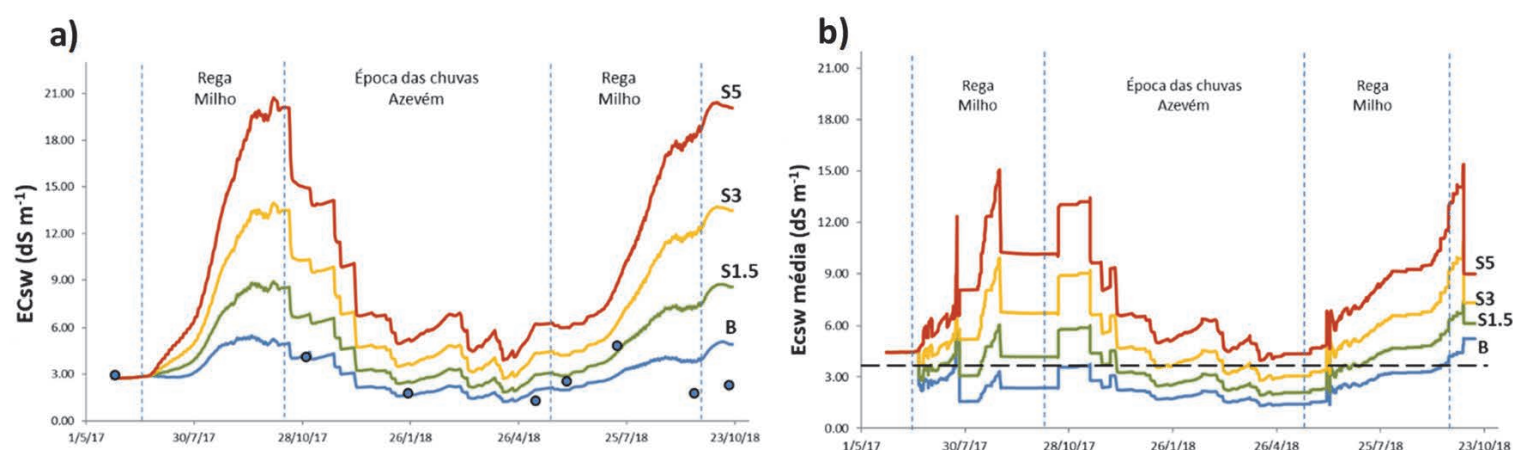 a)
ECsw (dS m-1)
21.00
18.00
15.00
12.00
9.00
6.00
3.00
0.00
Rega
Milho
Época das chuvas
Azevém
Rega
Milho
S5
S3
S1.5
B
1/5/17
30/7/17
28/10/17
26/1/18
26/4/18
25/7/18
23/10/18
b)
Ecsw média (dS m-1)
21.00
18.00
15.00
12.00
9.00
6.00
3.00
0.00
Rega
Milho
Época das chuvas
Azevém
Rega
Milho
S5
S3
S1.5
B
1/5/17
30/7/17
28/10/17
26/1/18
26/4/18
25/7/18
23/10/18